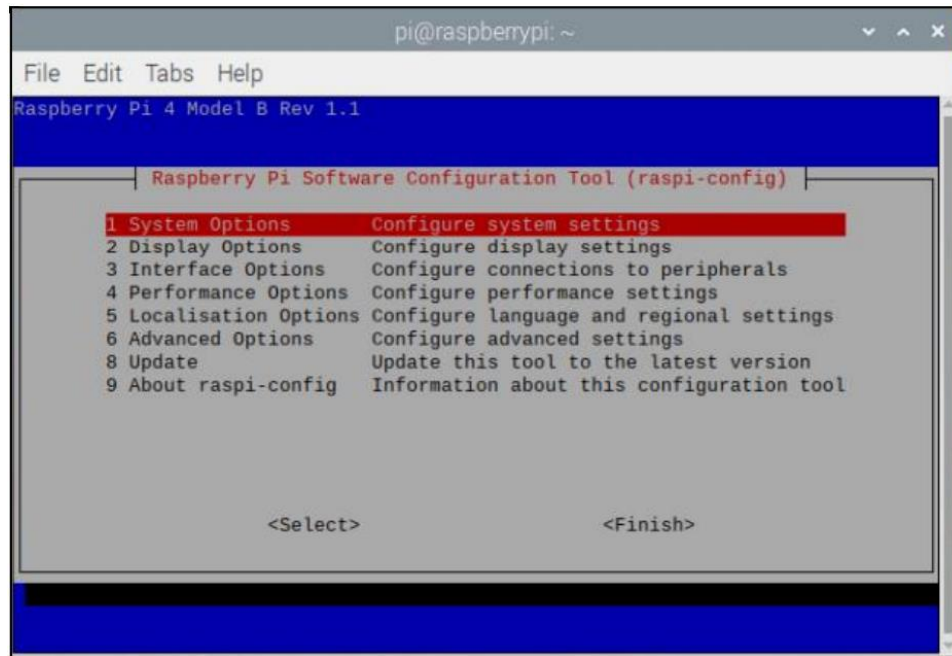 pi@raspberrypi: ~
File Edit Tabs Help
Raspberry Pi 4 Model B Rev 1.1
Raspberry Pi Software Configuration Tool (raspi-config)
1 System Options Configure system settings
2 Display Options Configure display settings
3 Interface Options Configure connections to peripherals
4 Performance Options Configure performance settings
5 Localisation Options Configure language and regional settings
6 Advanced Options Configure advanced settings
8 Update Update this tool to the latest version
9 About raspi-config Information about this configuration tool
<Select> <Finish>